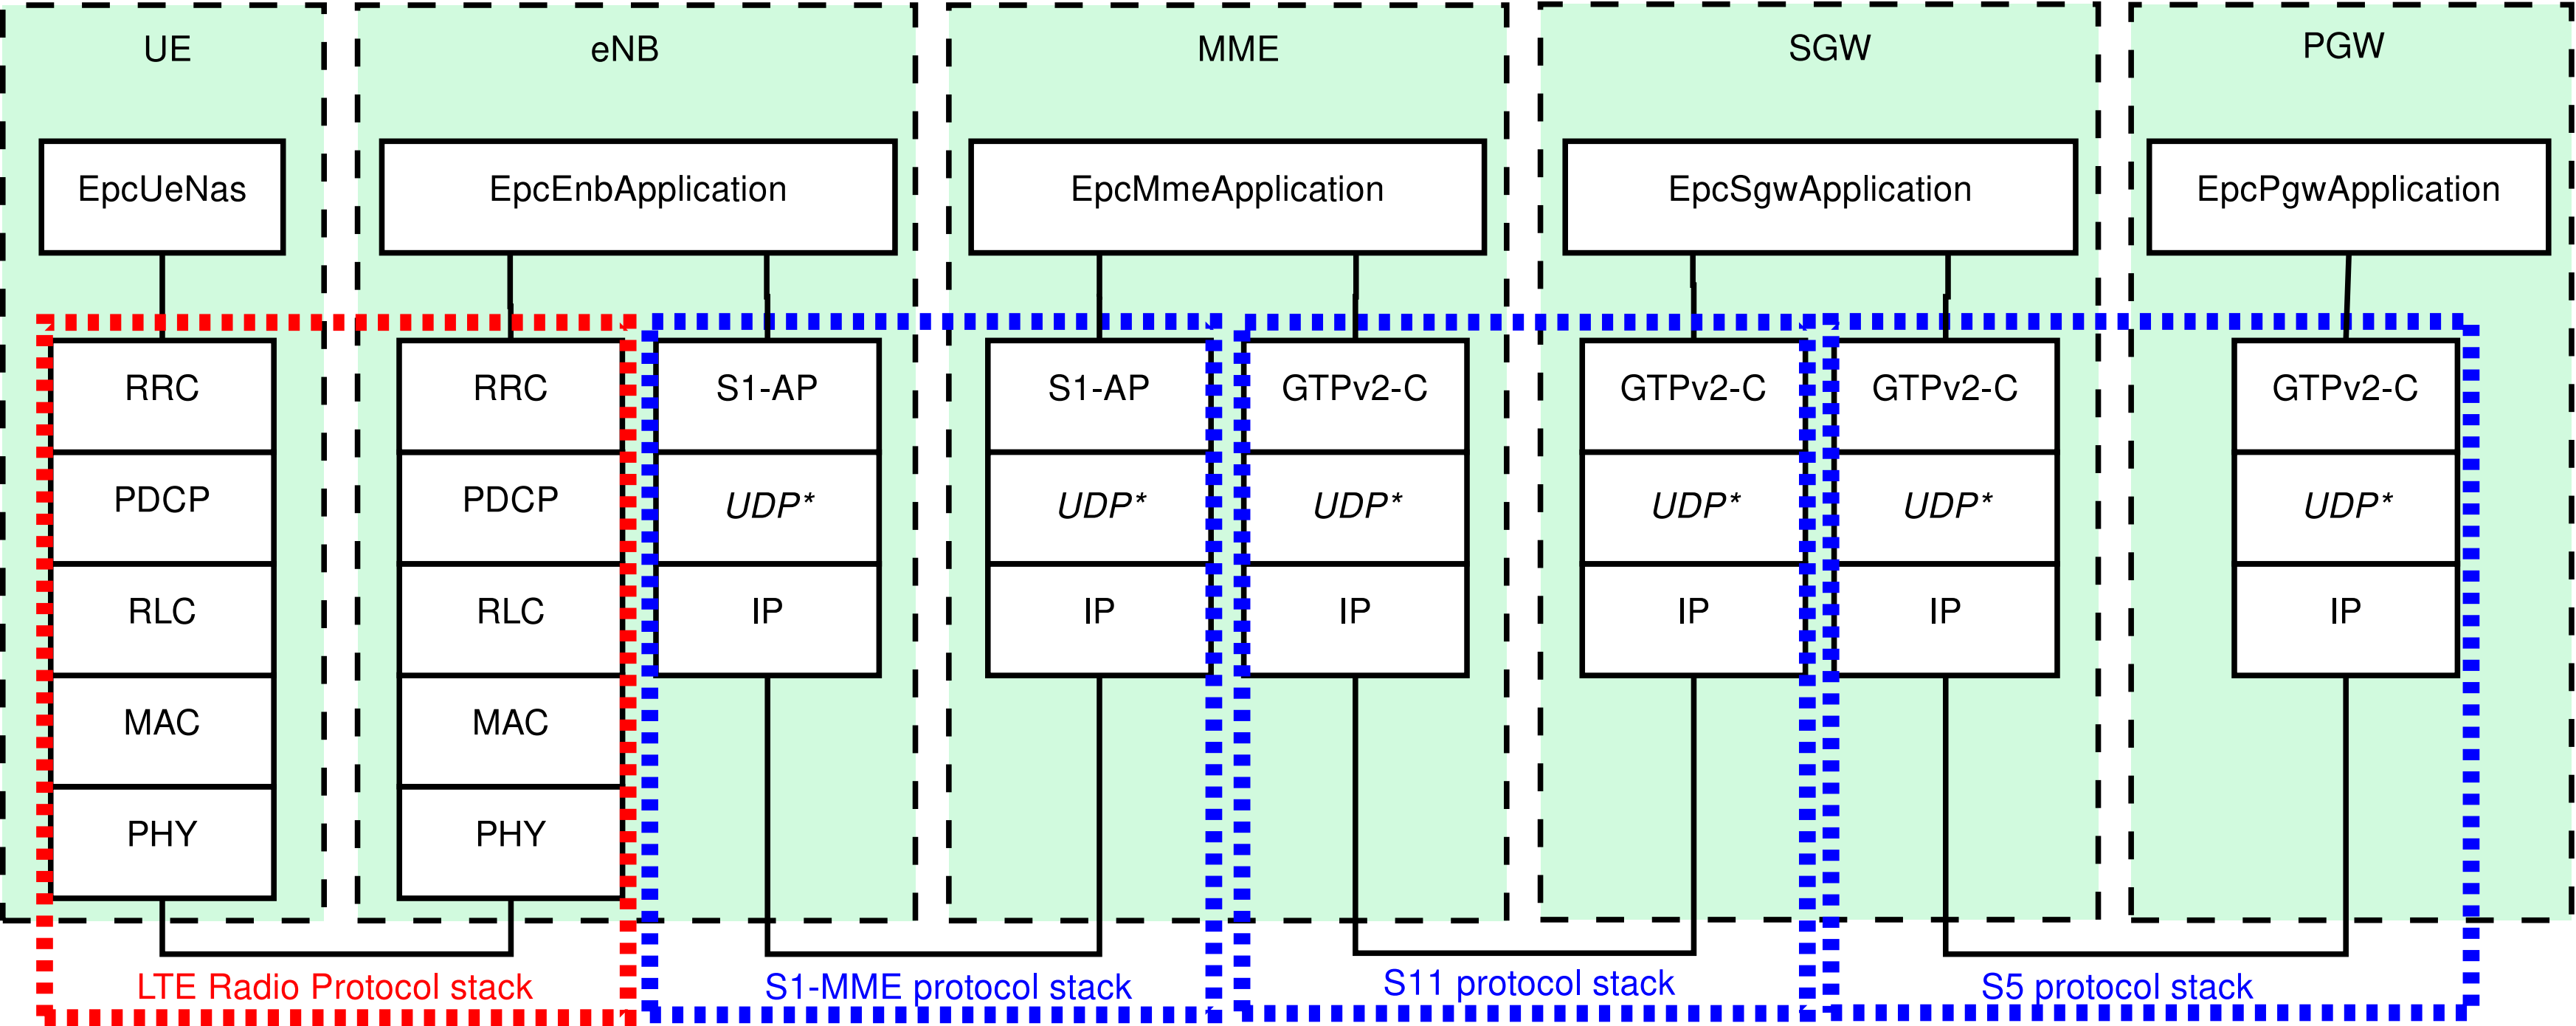 UE
eNB
MME
SGW
PGW
EpcUeNas
EpcEnbApplication
EpcMmeApplication
EpcSgwApplication
EpcPgwApplication
RRC
RRC
S1-AP
S1-AP
GTPv2-C
GTPv2-C
GTPv2-C
GTPv2-C
PDCP
PDCP
UDP*
UDP*
UDP*
UDP*
UDP*
UDP*
RLC
RLC
IP
IP
IP
IP
IP
IP
MAC
MAC
PHY
PHY
LTE Radio Protocol stack
S1-MME protocol stack
S11 protocol stack
S5 protocol stack